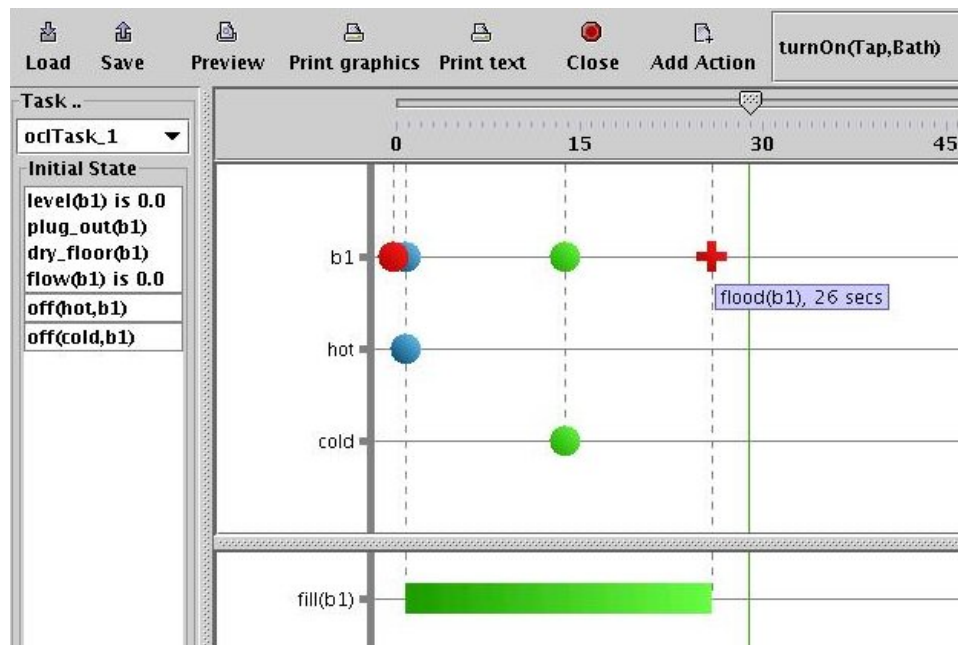 Load Save Preview Print graphics Print text Close Add Action turnOn(Tap,Bath)
Task ..
oclTask_1
Initial State
level(b1) is 0.0
plug_out(b1)
dry_floor(b1)
flow(b1) is 0.0
off(hot,b1)
off(cold,b1)
0 15 30 45
b1
flood(b1), 26 secs
hot
cold
fill(b1)